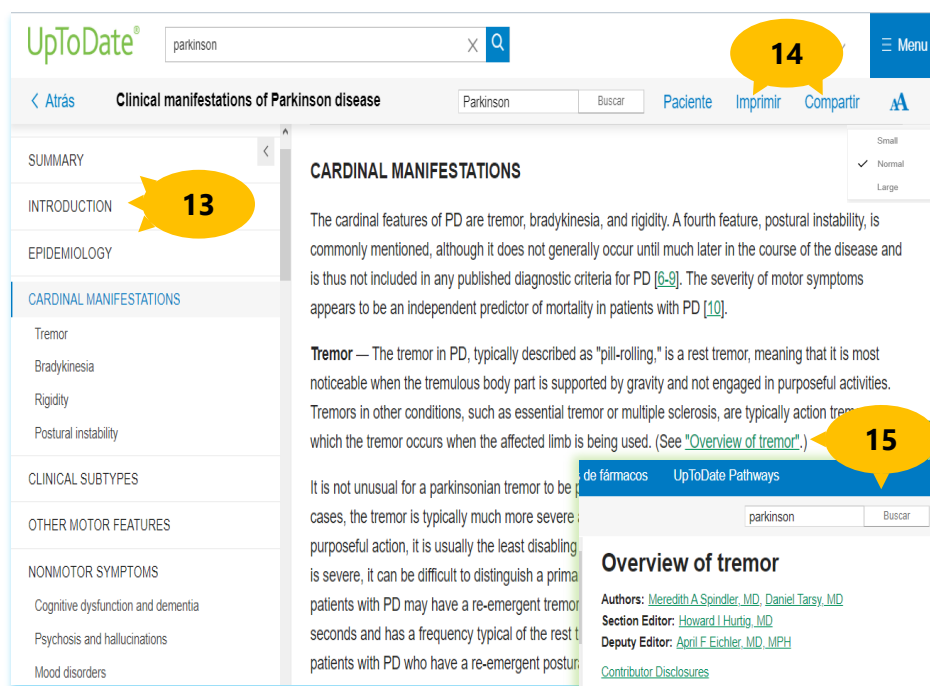 UpToDate®
parkinson
X
14
Menu
Atrás
Clinical manifestations of Parkinson disease
Parkinson
Buscar
Paciente
Imprimir
Compartir
AA
Small
Normal
Large
SUMMARY
INTRODUCTION
13
EPIDEMIOLOGY
CARDINAL MANIFESTATIONS
Tremor
Bradykinesia
Rigidity
Postural instability
CLINICAL SUBTYPES
OTHER MOTOR FEATURES
NONMOTOR SYMPTOMS
Cognitive dysfunction and dementia
Psychosis and hallucinations
Mood disorders
CARDINAL MANIFESTATIONS
The cardinal features of PD are tremor, bradykinesia, and rigidity. A fourth feature, postural instability, is
commonly mentioned, although it does not generally occur until much later in the course of the disease and
is thus not included in any published diagnostic criteria for PD [6-9]. The severity of motor symptoms
appears to be an independent predictor of mortality in patients with PD [10].
Tremor — The tremor in PD, typically described as "pill-rolling," is a rest tremor, meaning that it is most
noticeable when the tremulous body part is supported by gravity and not engaged in purposeful activities.
Tremors in other conditions, such as essential tremor or multiple sclerosis, are typically action
which the tremor occurs when the affected limb is being used. (See "Overview of tremor".)
15
It is not unusual for a parkinsonian tremor to be
cases, the tremor is typically much more severe
purposeful action, it is usually the least disabling
is severe, it can be difficult to distinguish a
patients with PD may have a re-emergent tremor
seconds and has a frequency typical of the rest
patients with PD who have a re-emergent
de fármacos
UpToDate Pathways
parkinson
Buscar
Overview of tremor
Authors: Meredith A Spindler, MD, Daniel Tarsy, MD
Section Editor: Howard I Hurtig, MD
Deputy Editor: April F Eichler, MD, MPH
Contributor Disclosures